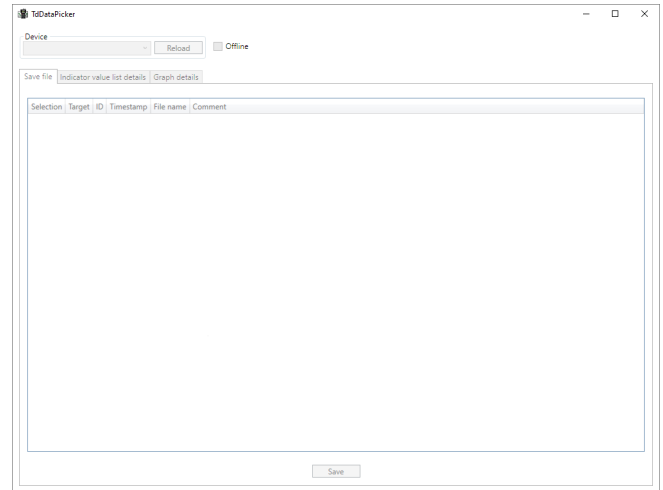 TdDataPicker
Device
Reload
Offline
Save file Indicator value list details Graph details
Selection Target ID Timestamp File name Comment
Save